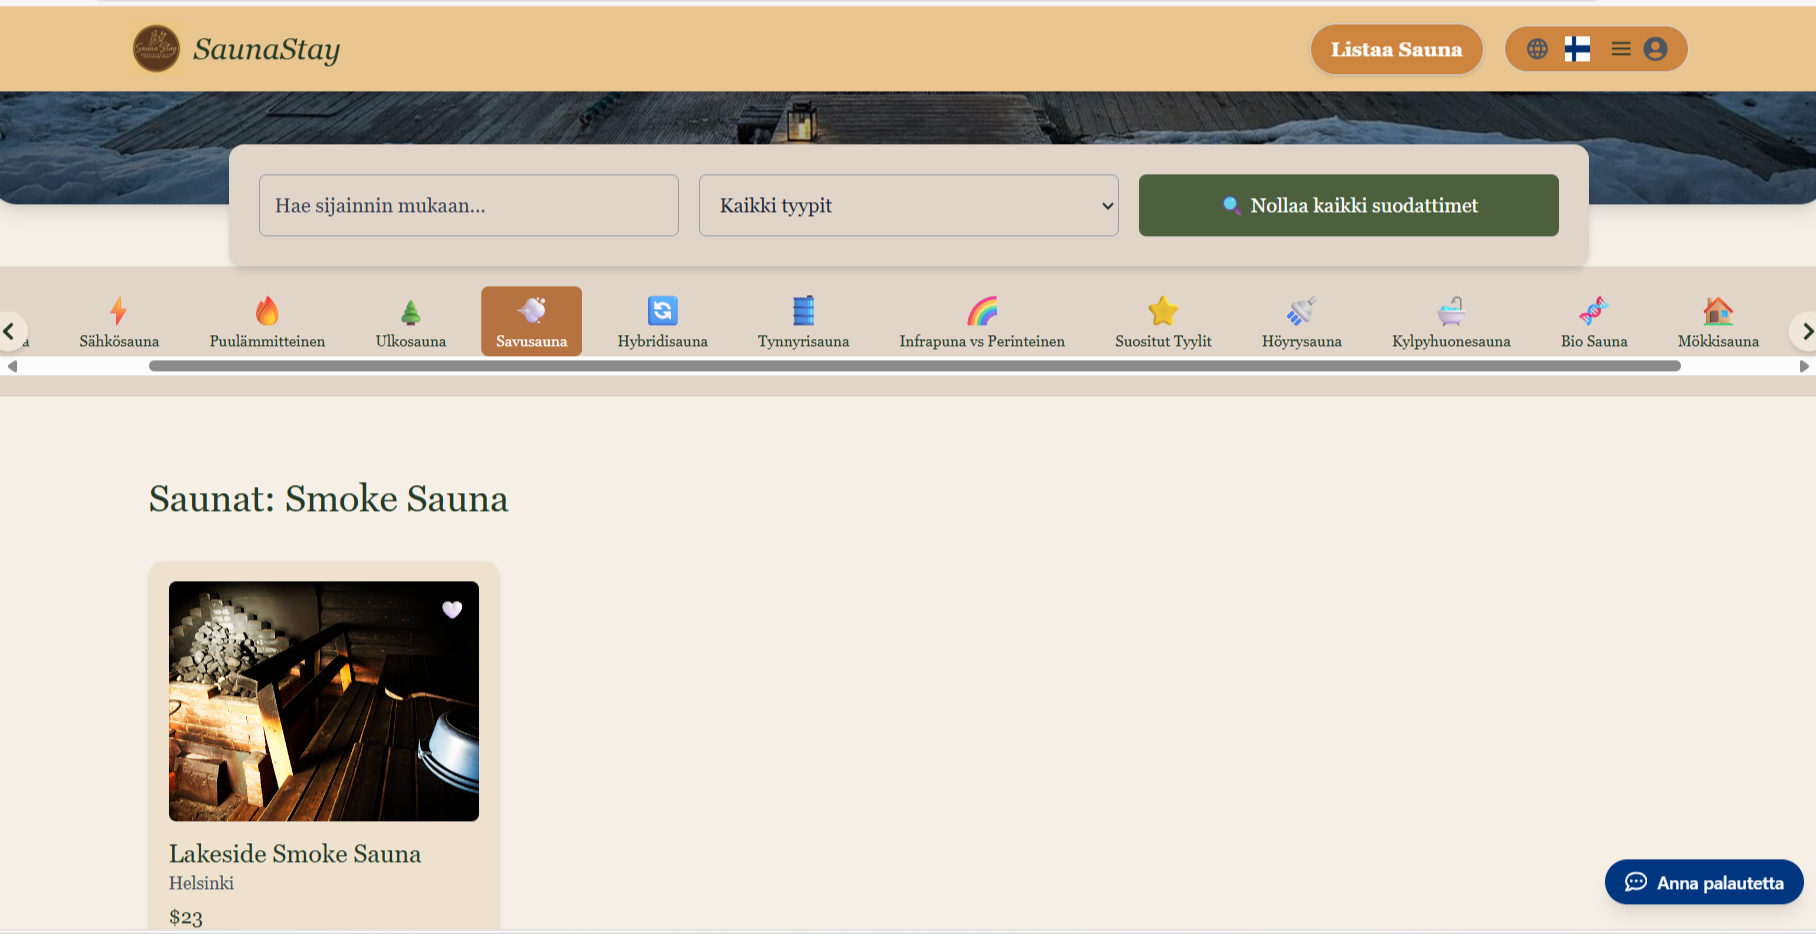 SaunaStay
Listaa Sauna
Hae sijainnin mukaan...
Kaikki tyypit
Nollaa kaikki suodattimet
Sähkösauna
Puulämmitteinen
Ulkosauna
Savusauna
Hybridisauna
Tynnyrisauna
Infrapuna vs Perinteinen
Suositut Tyylit
Höyrysauna
Kylpyhuonesauna
Bio Sauna
Mökkisauna
Saunat: Smoke Sauna
Lakeside Smoke Sauna
Helsinki
$23
Anna palautetta